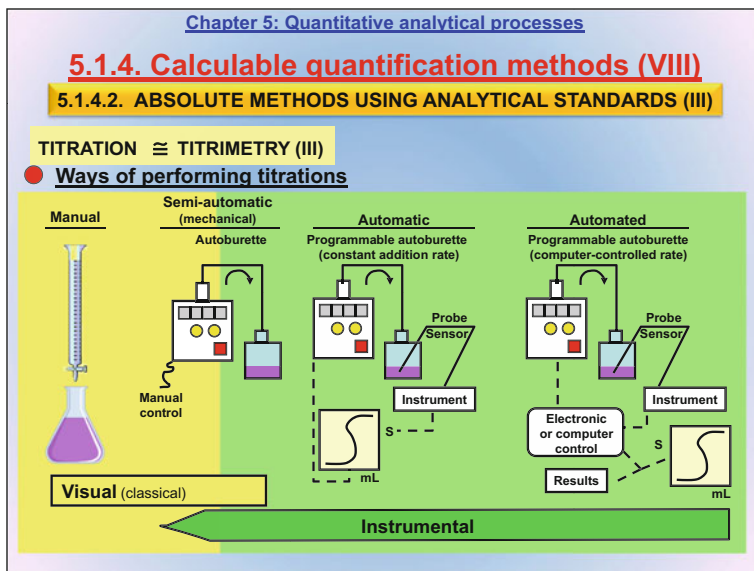 Chapter 5: Quantitative analytical processes
5.1.4. Calculable quantification methods (VIII)
5.1.4.2. ABSOLUTE METHODS USING ANALYTICAL STANDARDS (III)
TITRATION ≅ TITRIMETRY (III)
Ways of performing titrations
Manual
Semi-automatic
(mechanical)
Autoburette
Manual
control
Automatic
Programmable autoburette
(constant addition rate)
Probe
Sensor
Instrument
S
mL
Automated
Programmable autoburette
(computer-controlled rate)
Probe
Sensor
Instrument
Electronic
or computer
control
S
Results
mL
Visual (classical)
Instrumental